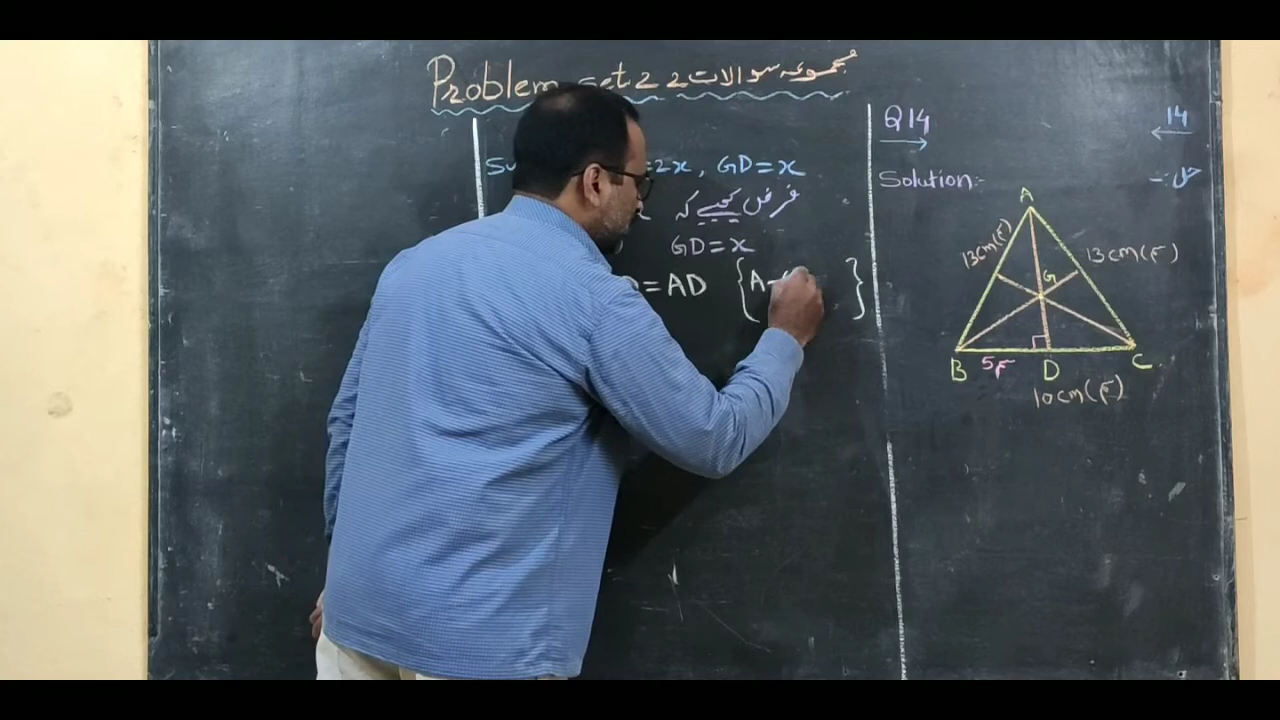 Problem set 2 مجموعہ سوالات 2
=2x, GD=x
فرض کیجیے کہ
GD=x
=AD {A-
}
Q14
14
Solution:- حل:-
A
13cm(م)
13cm(م)
G
B 5م D C
10cm(م)